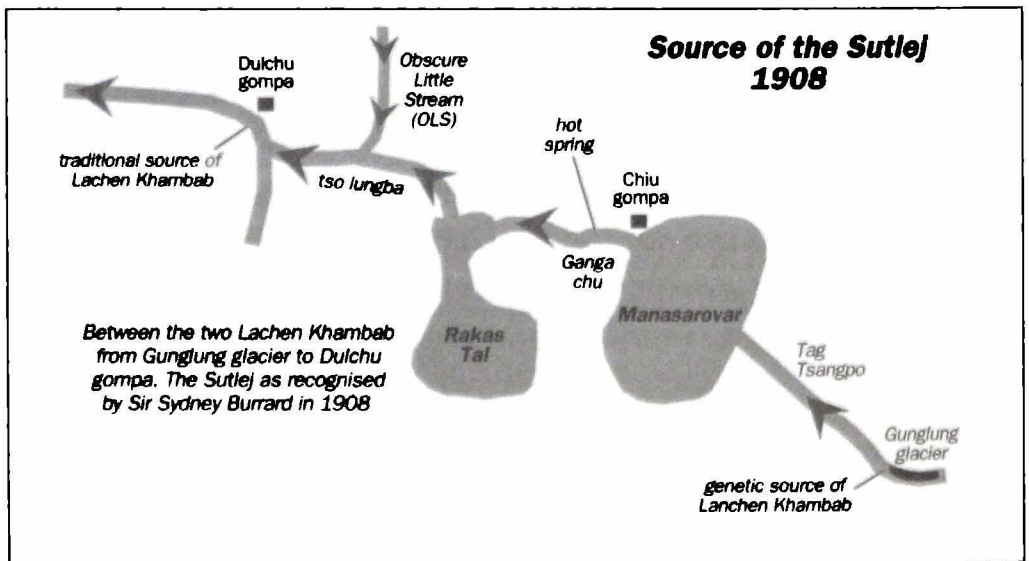 Source of the Sutlej
1908
Dulchu
gompa
Obscure
Little
Stream
(OLS)
traditional source of
Lachen Khambab
tso lungba
hot
spring
Chiu
gompa
Ganga
chu
Manasarovar
Rakas
Tal
Between the two Lachen Khambab
from Gunglung glacier to Dulchu
gompa. The Sutlej as recognised
by Sir Sydney Burrard in 1908
Tag
Tsangpo
Gunglung
glacier
genetic source of
Lanchen Khambab